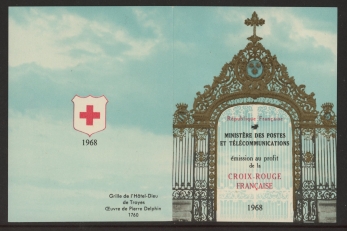 1968
Grille de l'Hôtel-Dieu
de Troyes
Œuvre de Pierre Delphin
1760
République Française
MINISTÈRE DES POSTES
ET TÉLÉCOMMUNICATIONS
émission au profit
de la
CROIX-ROUGE
FRANÇAISE
1968